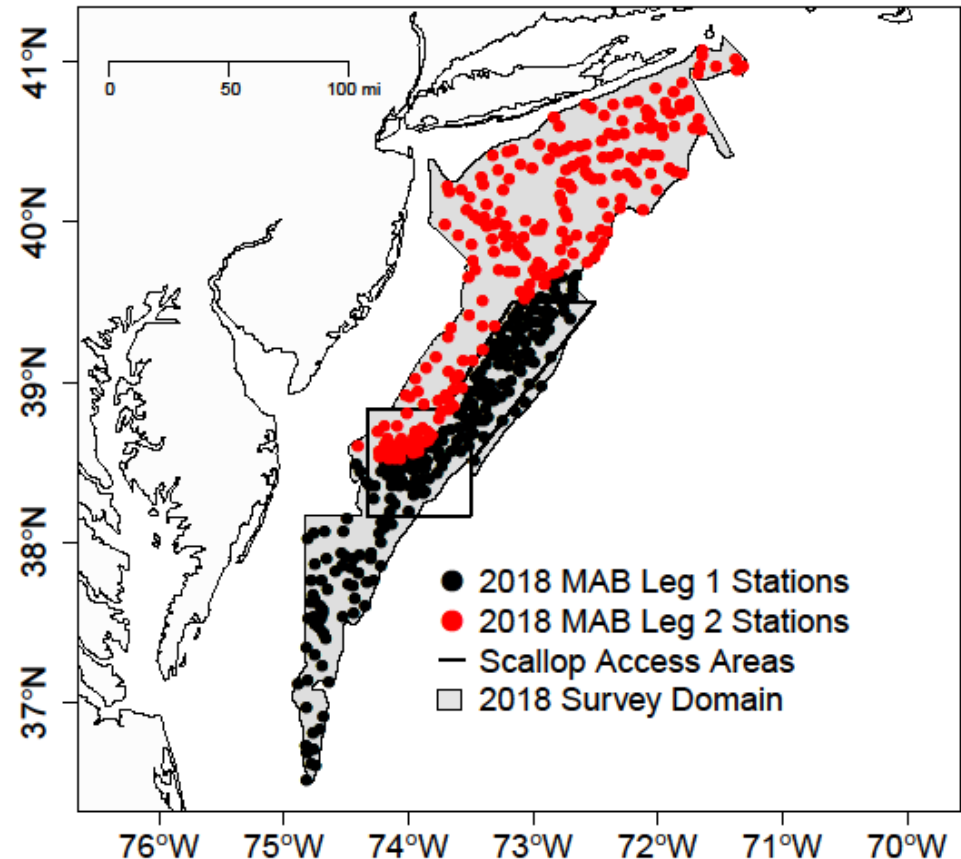 41°N
40°N
39°N
38°N
37°N
0 50 100 mi
2018 MAB Leg 1 Stations
2018 MAB Leg 2 Stations
Scallop Access Areas
2018 Survey Domain
76°W 75°W 74°W 73°W 72°W 71°W 70°W